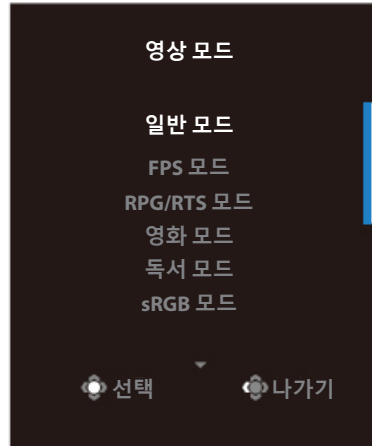 영상 모드
일반 모드
FPS 모드
RPG/RTS 모드
영화 모드
독서 모드
sRGB 모드
선택 나가기